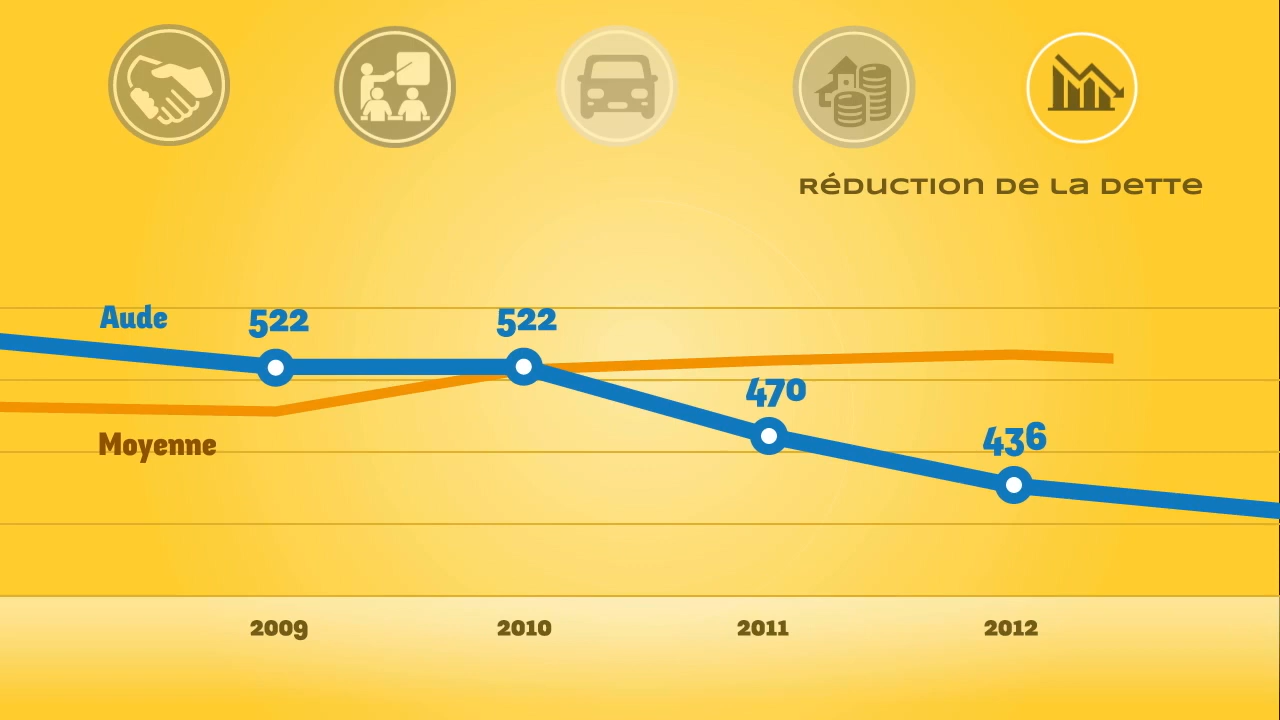 Réduction de la dette
Aude
522
522
470
436
Moyenne
2009
2010
2011
2012